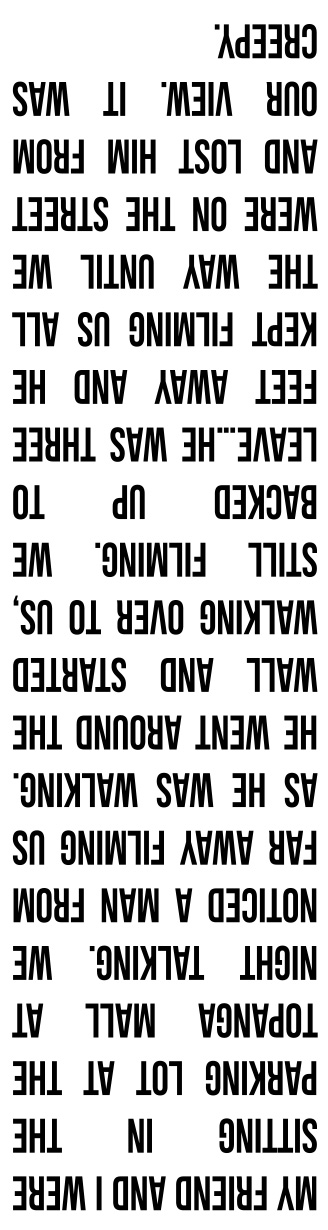 MY FRIEND AND I WERE
SITTING IN THE
PARKING LOT AT THE
TOPANGA MALL AT
NIGHT TALKING. WE
NOTICED A MAN FROM
FAR AWAY FILMING US
AS HE WAS WALKING.
HE WENT AROUND THE
WALL AND STARTED
WALKING OVER TO US,
STILL FILMING. WE
BACKED UP TO
LEAVE...HE WAS THREE
FEET AWAY AND HE
KEPT FILMING US ALL
THE WAY UNTIL WE
WERE ON THE STREET
AND LOST HIM FROM
OUR VIEW. IT WAS
CREEPY.